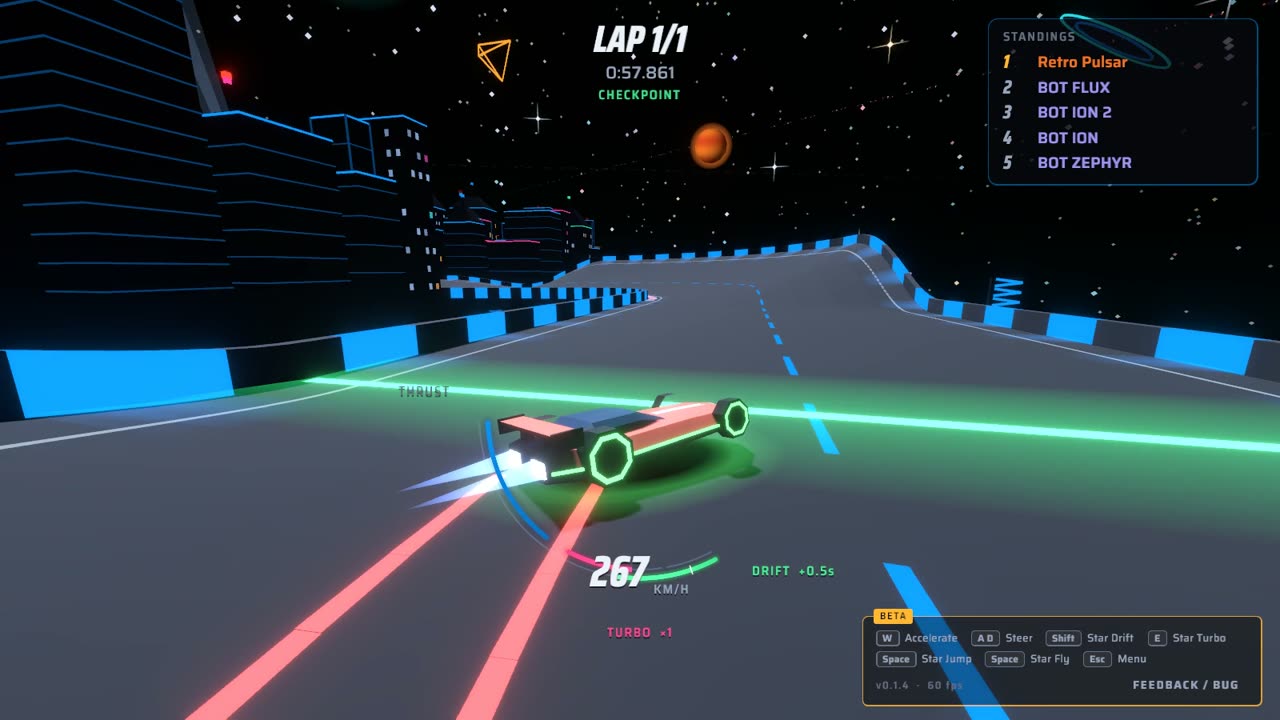 LAP 1/1
0:57.861
CHECKPOINT
STANDINGS
1 Retro Pulsar
2 BOT FLUX
3 BOT ION 2
4 BOT ION
5 BOT ZEPHYR
THRUST
267 KM/H
DRIFT +0.5s
TURBO ×1
BETA
W Accelerate A D Steer Shift Star Drift E Star Turbo
Space Star Jump Space Star Fly Esc Menu
v0.1.4 · 60 fps FEEDBACK / BUG